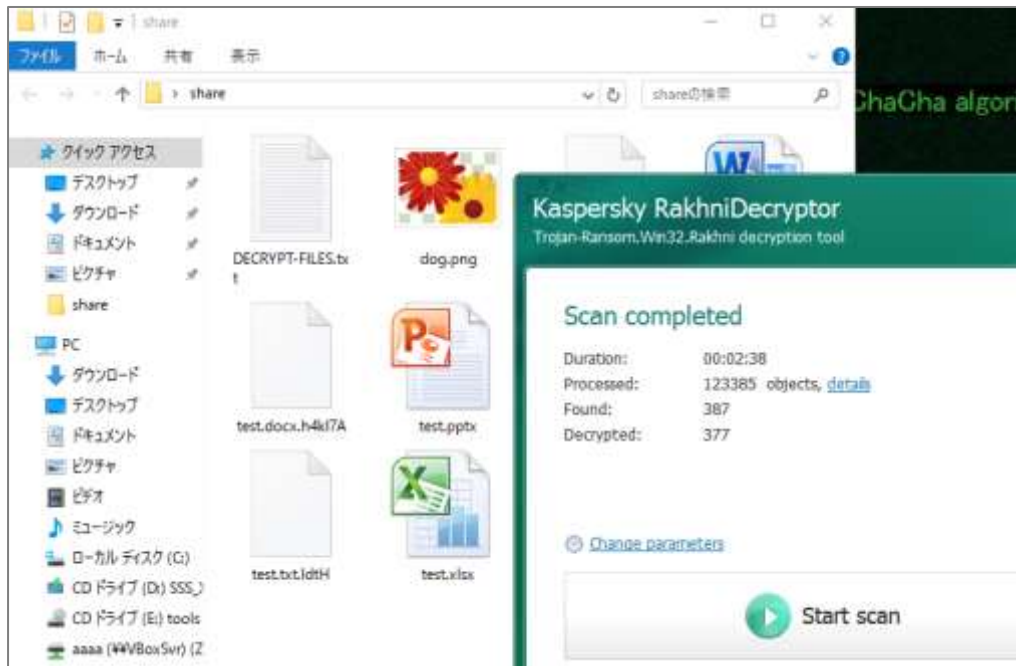 share
ファイル ホーム 共有 表示
share
shareの検索
クイック アクセス
デスクトップ
ダウンロード
ドキュメント
ピクチャ
share
PC
ダウンロード
デスクトップ
ドキュメント
ピクチャ
ビデオ
ミュージック
ローカル ディスク (C:)
CD ドライブ (D:) SSS_
CD ドライブ (E:) tools
aaaa (¥¥VBoxSvr) (Z
DECRYPT-FILES.tx
t
dog.png
test.docx.h4kI7A
test.pptx
test.txt.IdtH
test.xlsx
ChaCha algor
Kaspersky RakhniDecryptor
Trojan-Ransom.Win32.Rakhni decryption tool
Scan completed
Duration: 00:02:38
Processed: 123385 objects, details
Found: 387
Decrypted: 377
Change parameters
Start scan